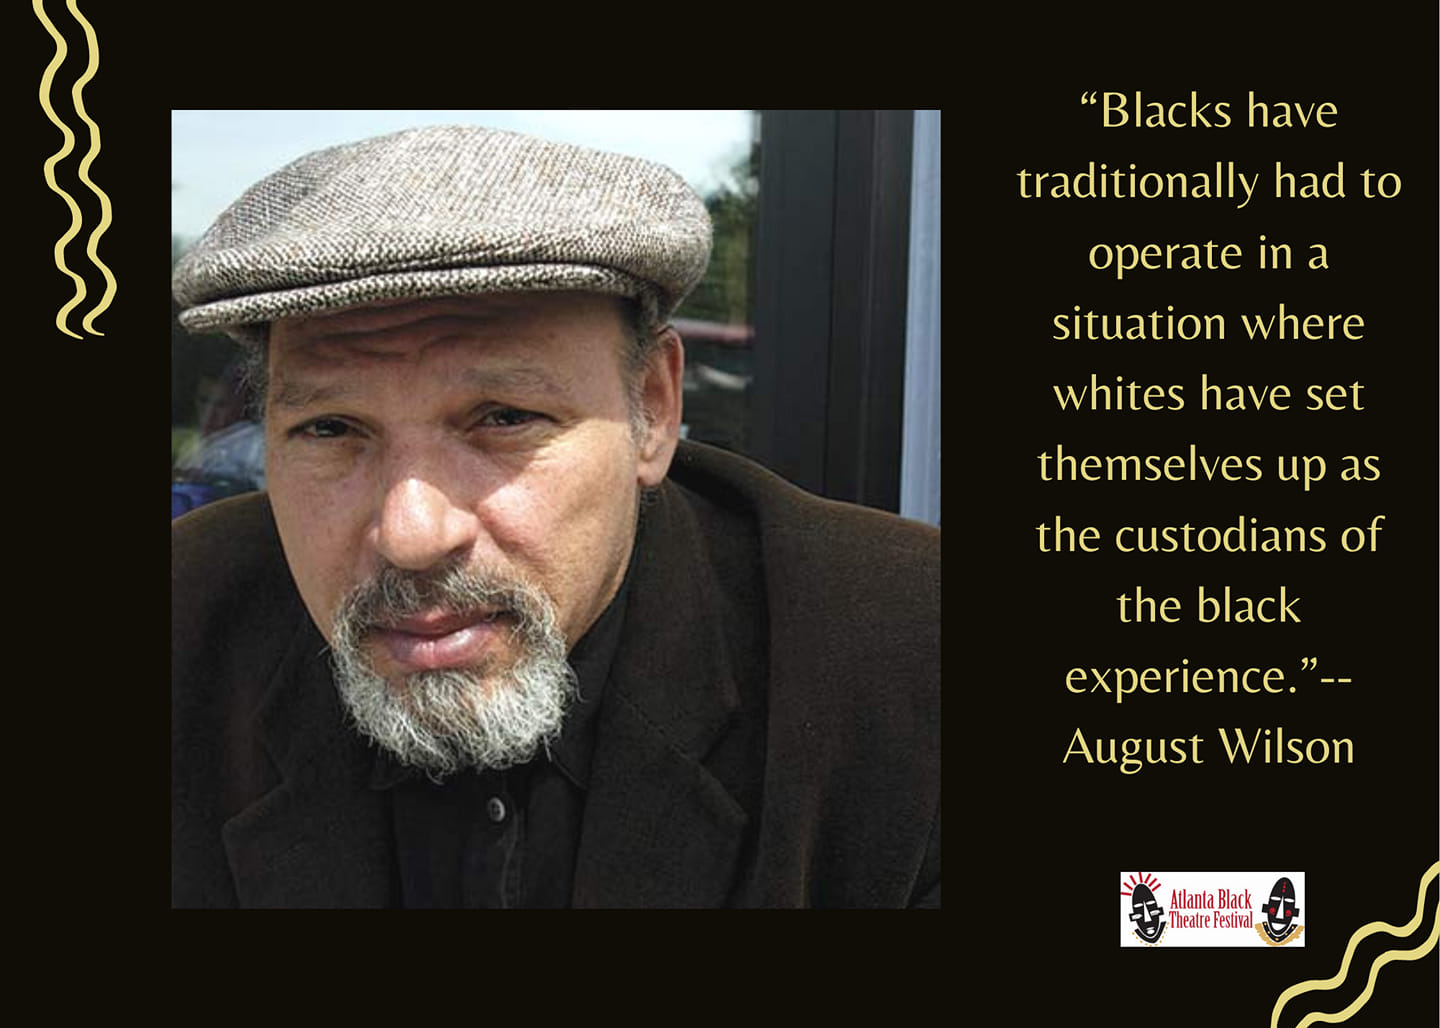 “Blacks have
traditionally had to
operate in a
situation where
whites have set
themselves up as
the custodians of
the black
experience.”--
August Wilson
Atlanta Black
Theatre Festival